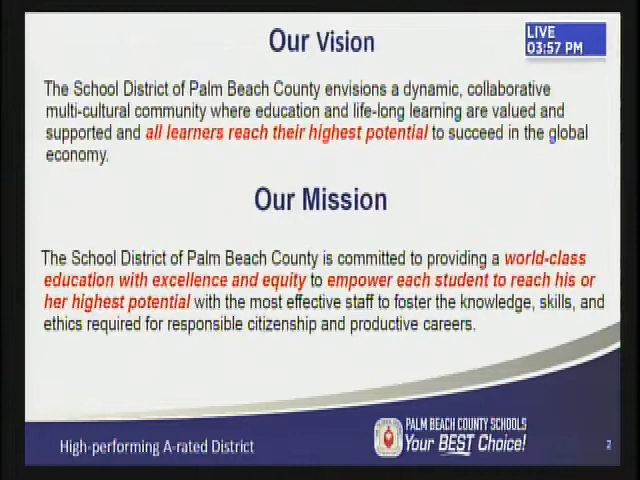 Our Vision
LIVE
03:57 PM
The School District of Palm Beach County envisions a dynamic, collaborative
multi-cultural community where education and life-long learning are valued and
supported and all learners reach their highest potential to succeed in the global
economy.
Our Mission
The School District of Palm Beach County is committed to providing a world-class
education with excellence and equity to empower each student to reach his or
her highest potential with the most effective staff to foster the knowledge, skills, and
ethics required for responsible citizenship and productive careers.
High-performing A-rated District
PALM BEACH COUNTY SCHOOLS
Your BEST Choice!
2